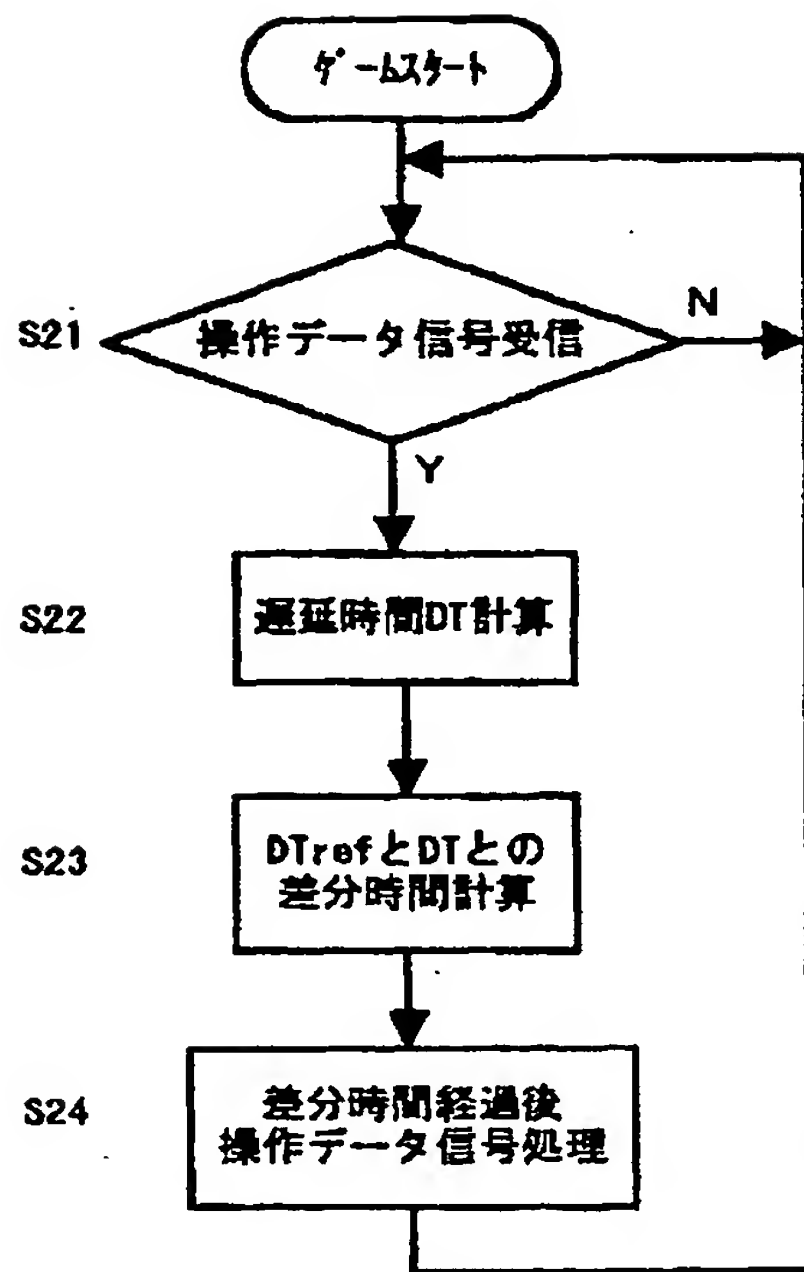 ゲームスタート
S21
操作データ信号受信
N
Y
S22
遅延時間DT計算
S23
DTrefとDTとの
差分時間計算
S24
差分時間経過後
操作データ信号処理